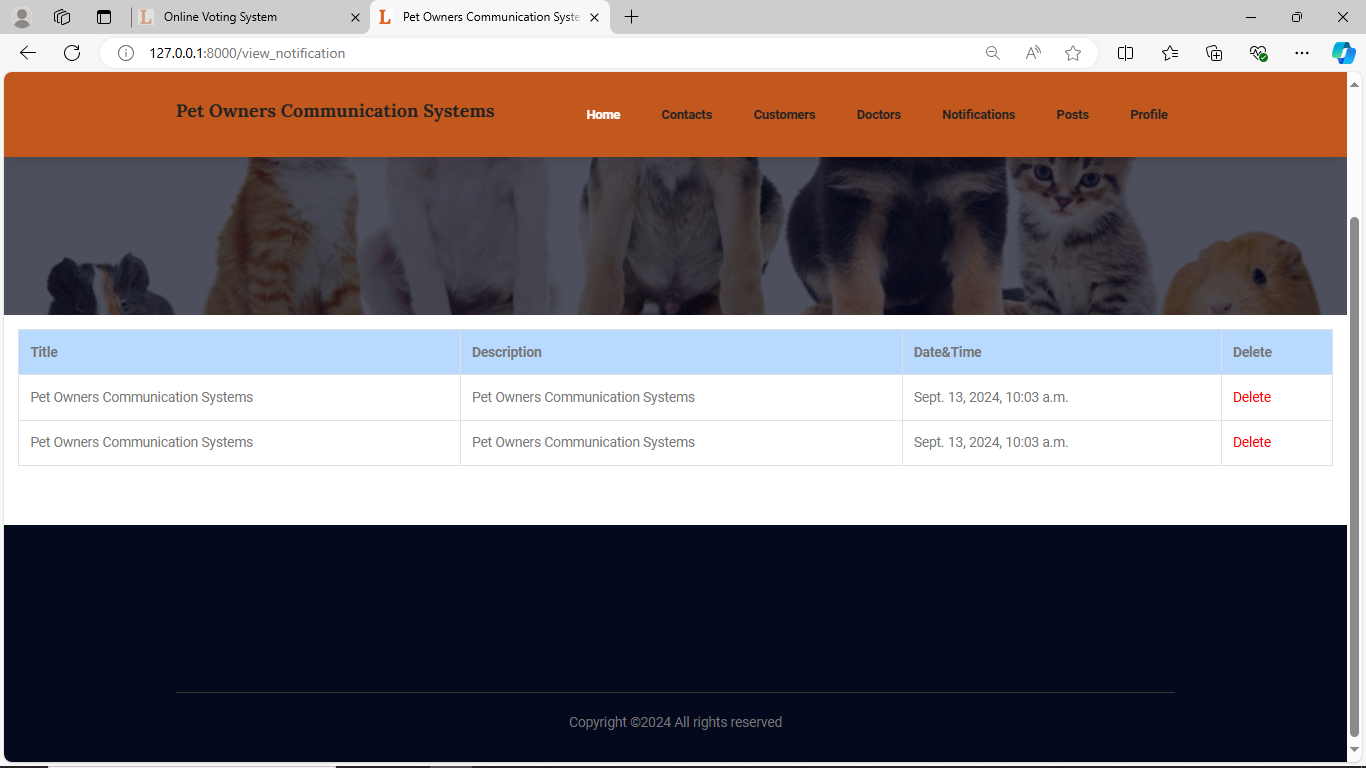 Online Voting System
Pet Owners Communication Syste
127.0.0.1:8000/view_notification
Pet Owners Communication Systems
Home Contacts Customers Doctors Notifications Posts Profile
Title Description Date&Time Delete
Pet Owners Communication Systems Pet Owners Communication Systems Sept. 13, 2024, 10:03 a.m. Delete
Pet Owners Communication Systems Pet Owners Communication Systems Sept. 13, 2024, 10:03 a.m. Delete
Copyright ©2024 All rights reserved